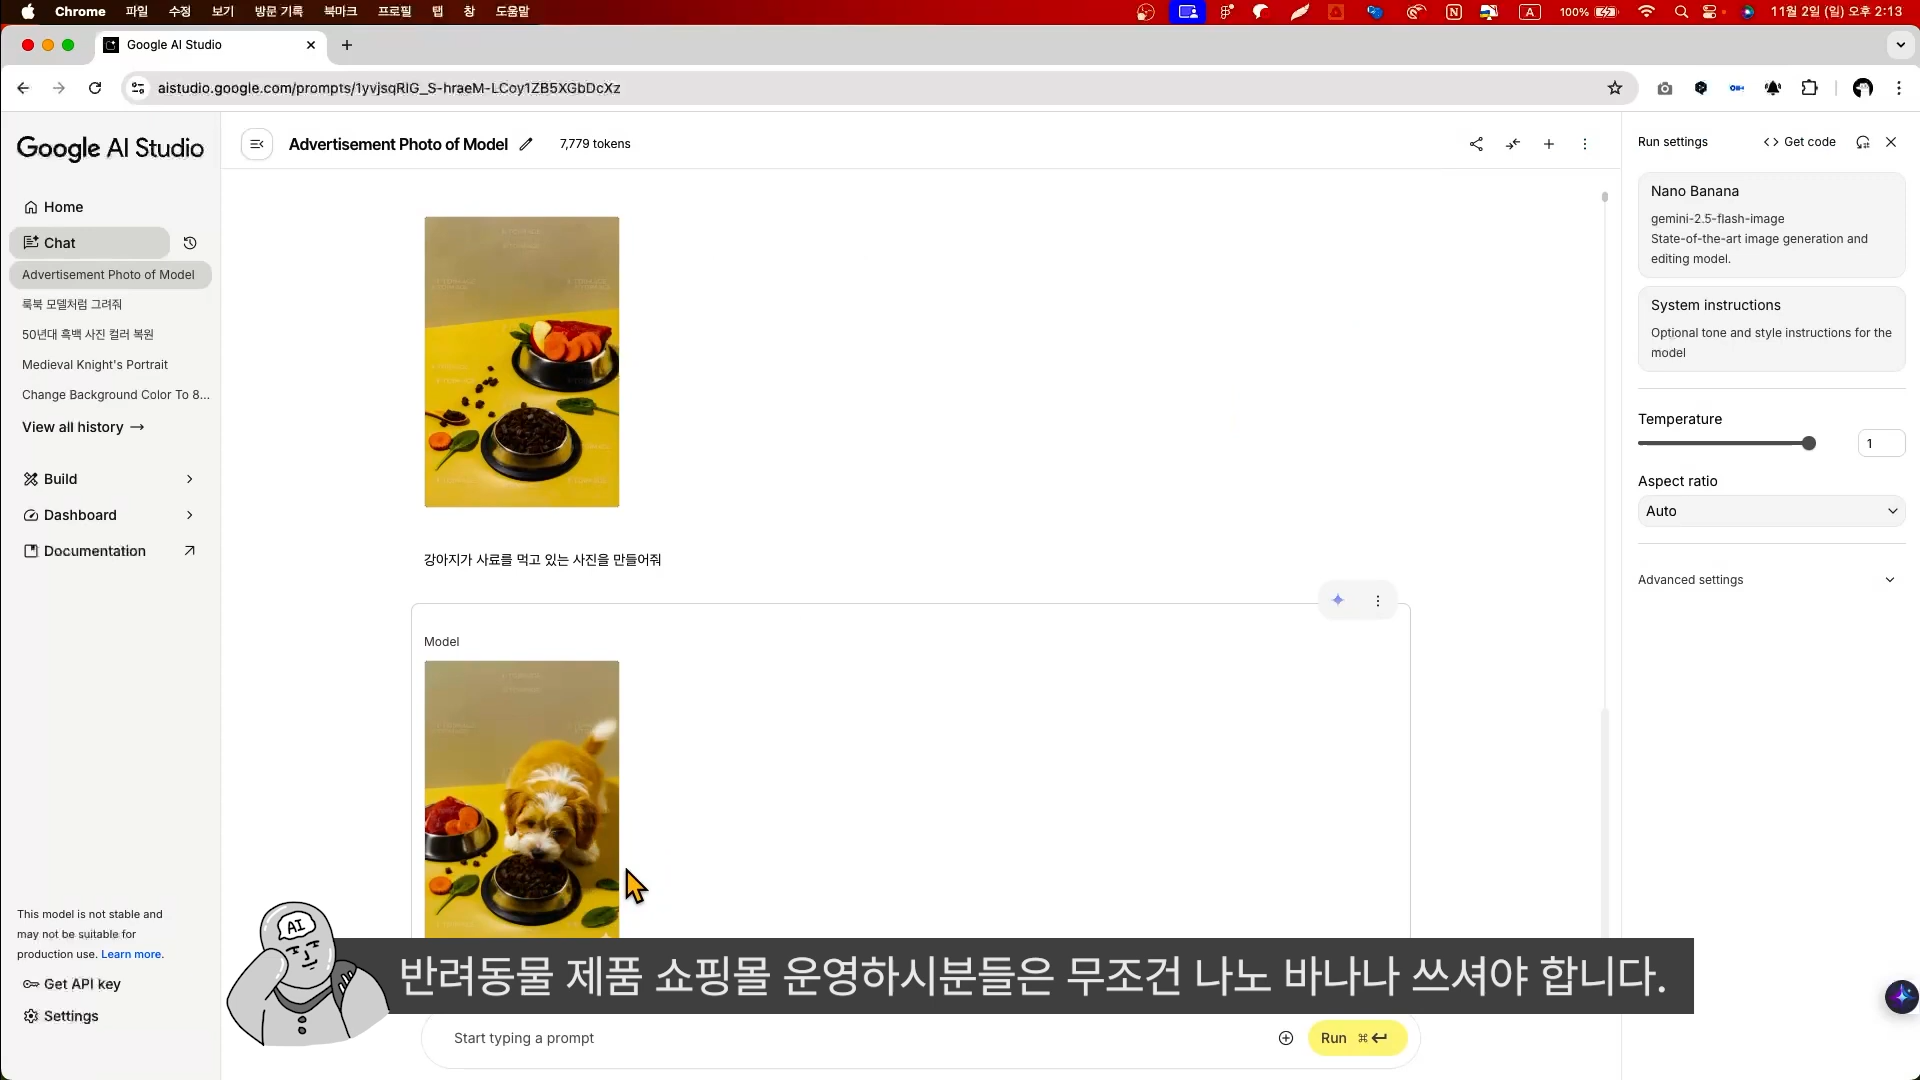 Chrome 파일 수정 보기 방문 기록 북마크 프로필 탭 창 도움말
N A 100% 11월 2일 (일) 오후 2:13
Google AI Studio
aistudio.google.com/prompts/1yvjsqRlG_S-hraeM-LCoy1ZB5XGbDcXz
Google AI Studio
Home
Chat
Advertisement Photo of Model
룩북 모델처럼 그려줘
50년대 흑백 사진 컬러 복원
Medieval Knight's Portrait
Change Background Color To 8...
View all history
Build
Dashboard
Documentation
This model is not stable and
may not be suitable for
production use. Learn more.
Get API key
Settings
Advertisement Photo of Model 7,779 tokens
강아지가 사료를 먹고 있는 사진을 만들어줘
Model
AI
반려동물 제품 쇼핑몰 운영하시분들은 무조건 나노 바나나 쓰셔야 합니다.
Start typing a prompt
Run ⌘
Run settings
<> Get code
Nano Banana
gemini-2.5-flash-image
State-of-the-art image generation and
editing model.
System instructions
Optional tone and style instructions for the
model
Temperature
1
Aspect ratio
Auto
Advanced settings